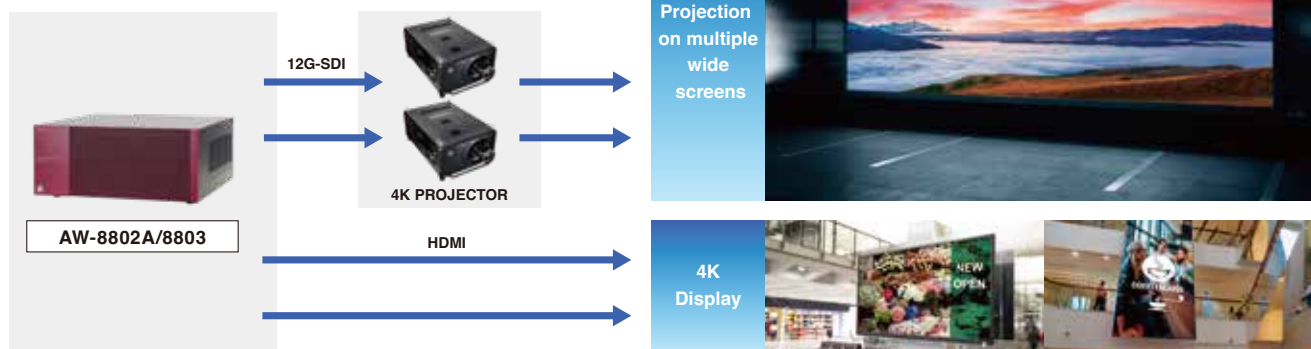 12G-SDI
4K PROJECTOR
AW-8802A/8803
HDMI
Projection
on multiple
wide
screens
4K
Display
NEW
OPEN